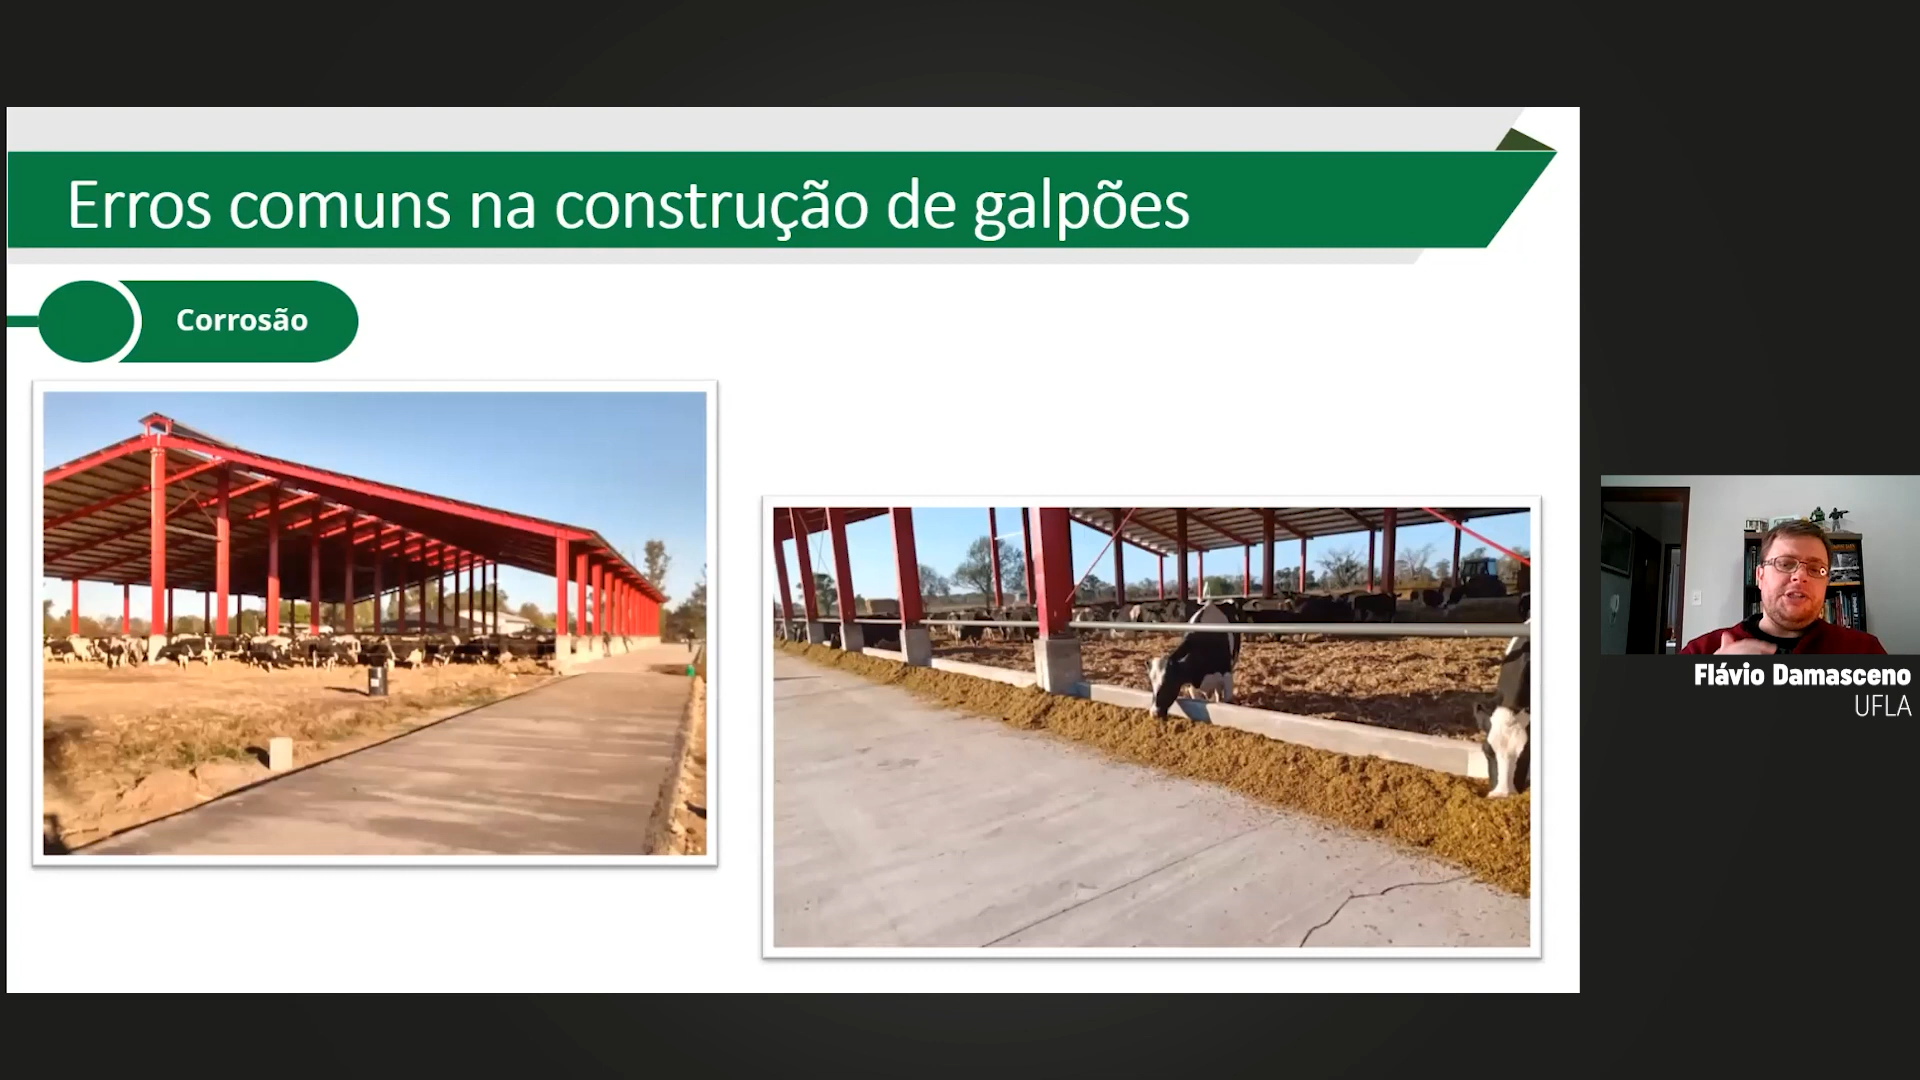 Erros comuns na construção de galpões
Corrosão
Flávio Damasceno
UFLA